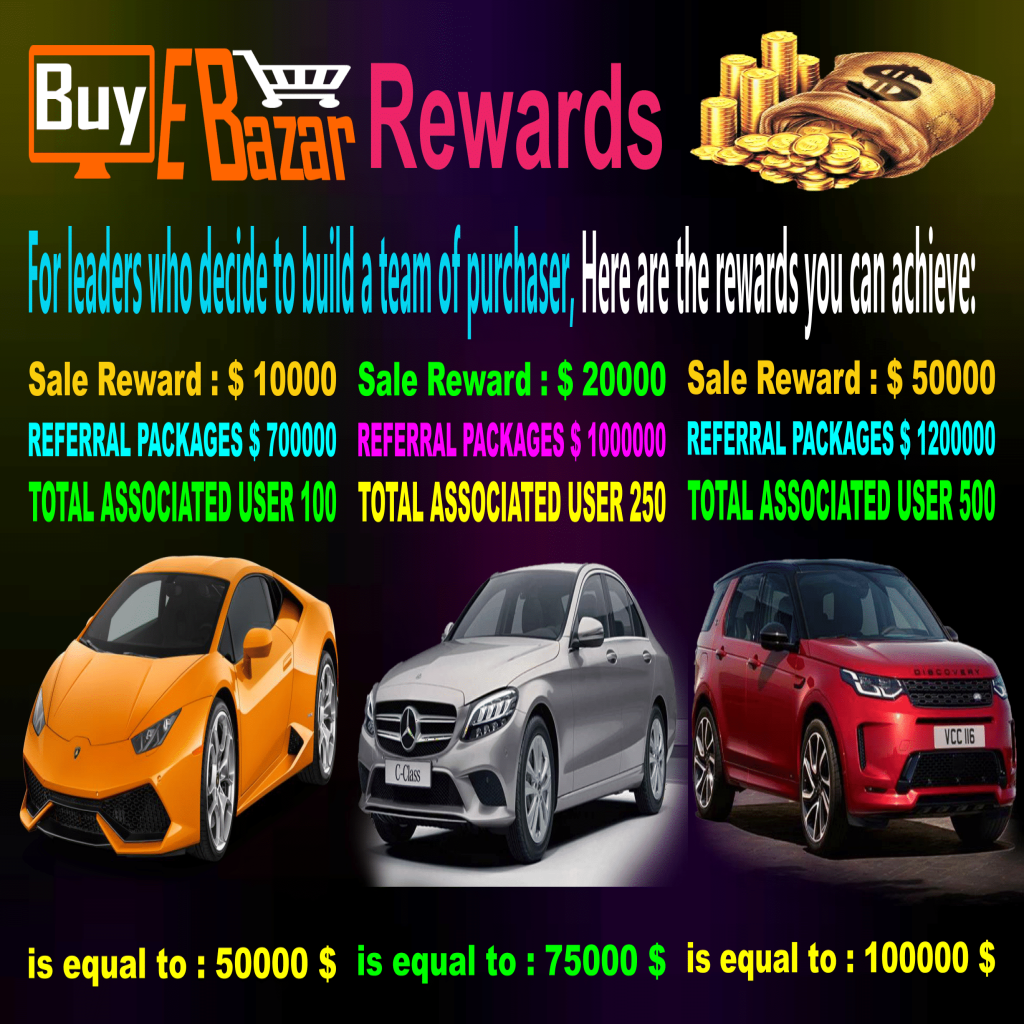 Buy E Bazar Rewards
$
For leaders who decide to build a team of purchaser, Here are the rewards you can achieve:
Sale Reward : $ 10000 Sale Reward : $ 20000 Sale Reward : $ 50000
REFERRAL PACKAGES $ 700000 REFERRAL PACKAGES $ 1000000 REFERRAL PACKAGES $ 1200000
TOTAL ASSOCIATED USER 100 TOTAL ASSOCIATED USER 250 TOTAL ASSOCIATED USER 500
DISCOVERY
VCC 116
C-Class
is equal to : 50000 $ is equal to : 75000 $ is equal to : 100000 $